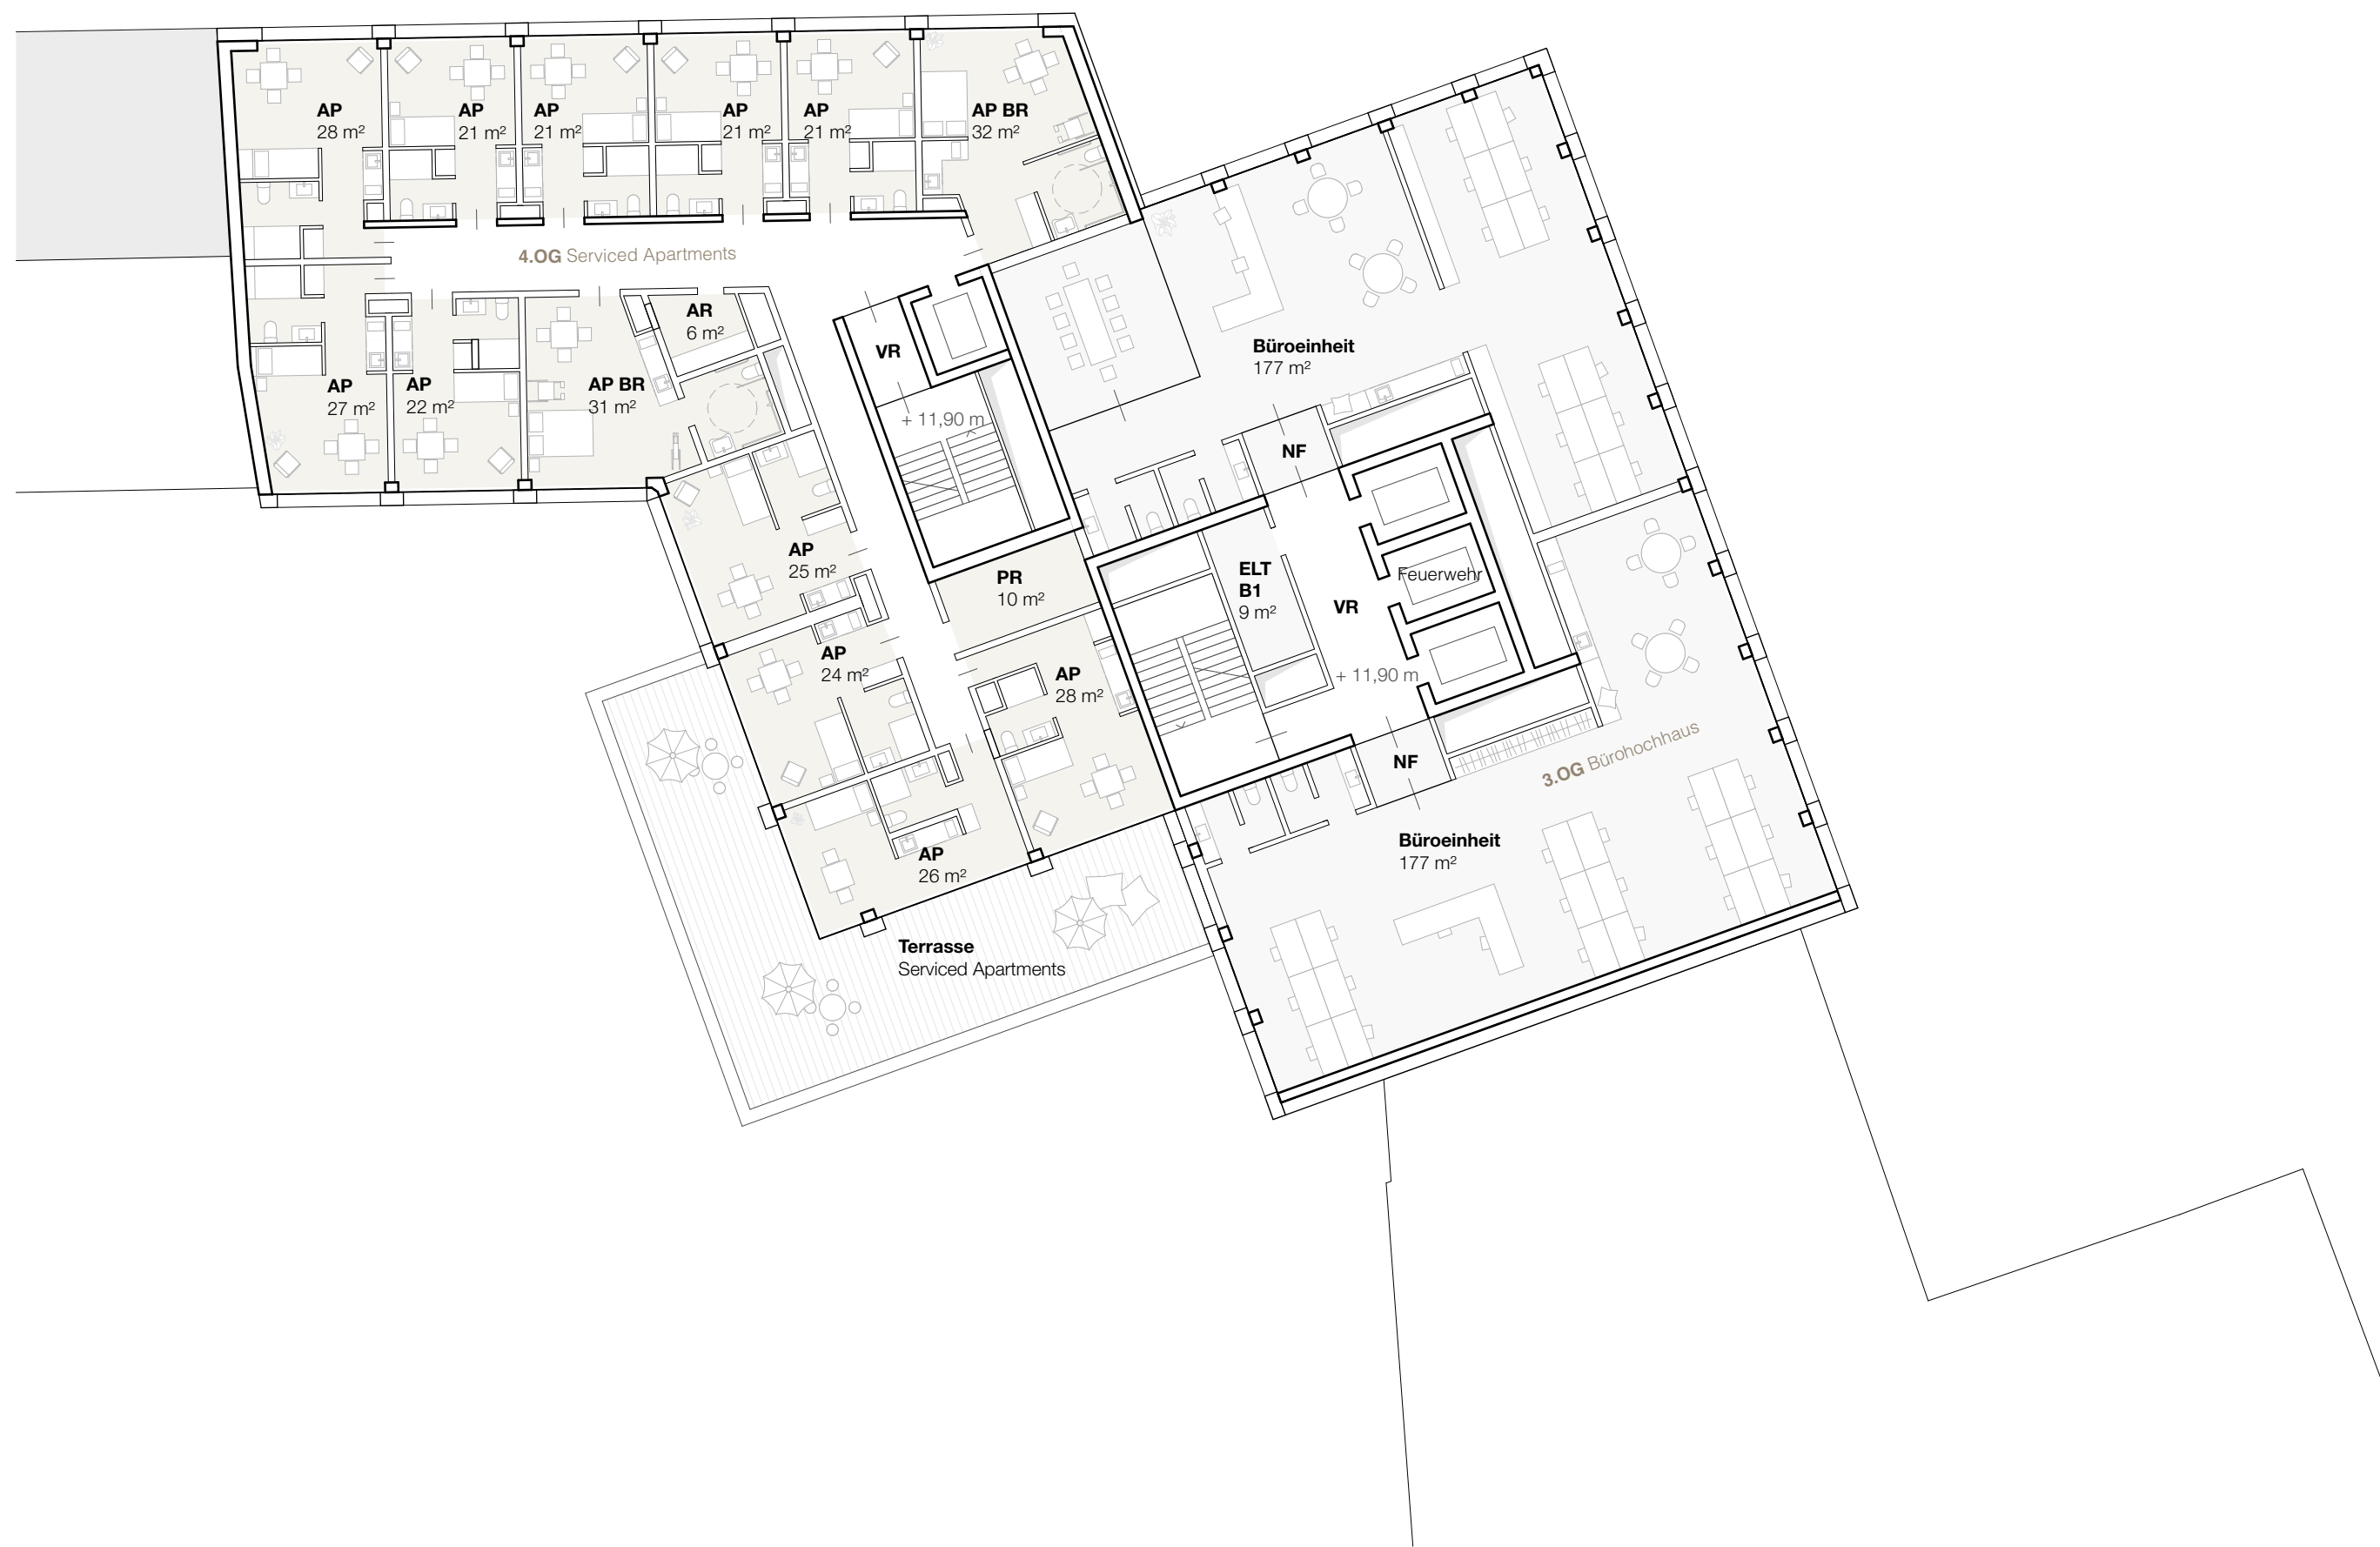 AP
28 m²
AP
21 m²
AP
21 m²
AP
21 m²
AP
21 m²
AP BR
32 m²
4.OG Serviced Apartments
AR
6 m²
VR
+ 11,90 m
Büroeinheit
177 m²
AP
27 m²
AP
22 m²
AP BR
31 m²
NF
AP
25 m²
PR
10 m²
ELT
B1
9 m²
Feuerwehr
VR
+ 11,90 m
AP
24 m²
AP
28 m²
NF
3.OG Bürohochhaus
Büroeinheit
177 m²
AP
26 m²
Terrasse
Serviced Apartments